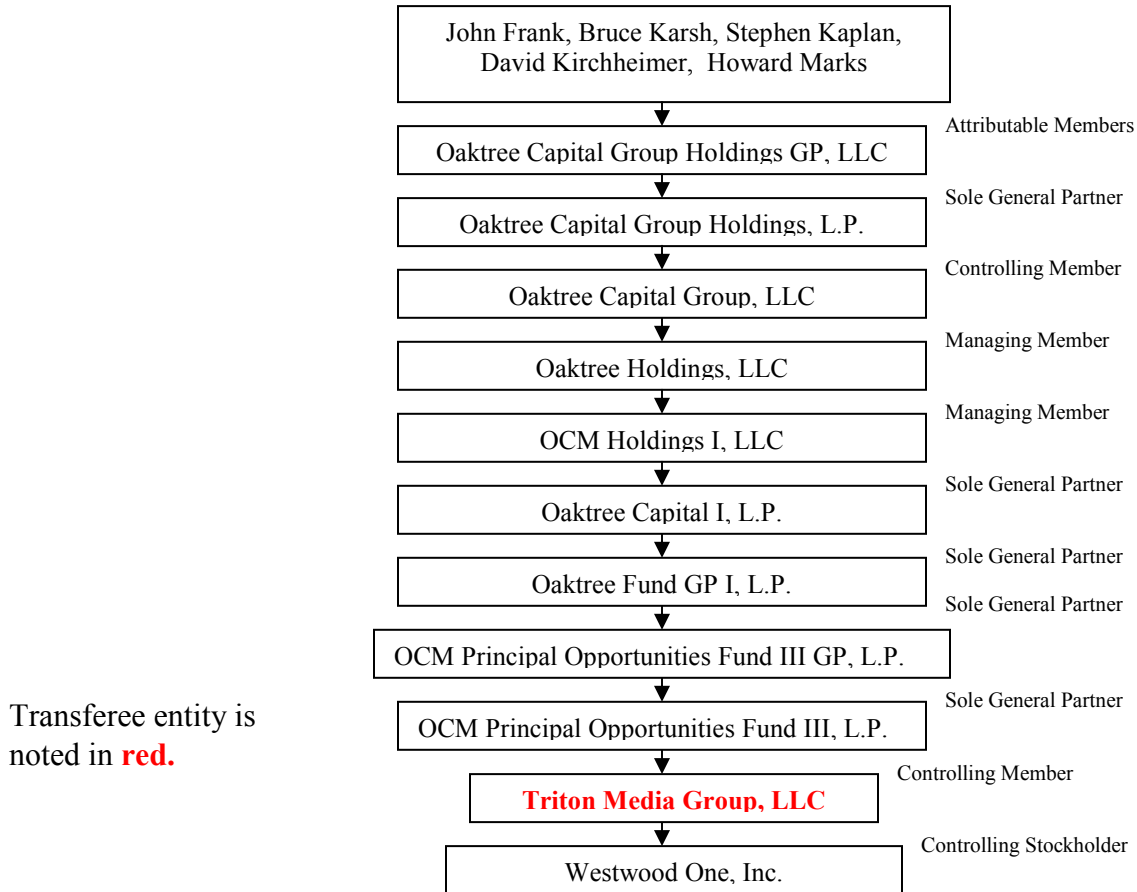 John Frank, Bruce Karsh, Stephen Kaplan,
David Kirchheimer, Howard Marks
Attributable Members
Oaktree Capital Group Holdings GP, LLC
Sole General Partner
Oaktree Capital Group Holdings, L.P.
Controlling Member
Oaktree Capital Group, LLC
Managing Member
Oaktree Holdings, LLC
Managing Member
OCM Holdings I, LLC
Sole General Partner
Oaktree Capital I, L.P.
Sole General Partner
Oaktree Fund GP I, L.P.
Sole General Partner
OCM Principal Opportunities Fund III GP, L.P.
Sole General Partner
OCM Principal Opportunities Fund III, L.P.
Transferee entity is
noted in red.
Controlling Member
Triton Media Group, LLC
Controlling Stockholder
Westwood One, Inc.